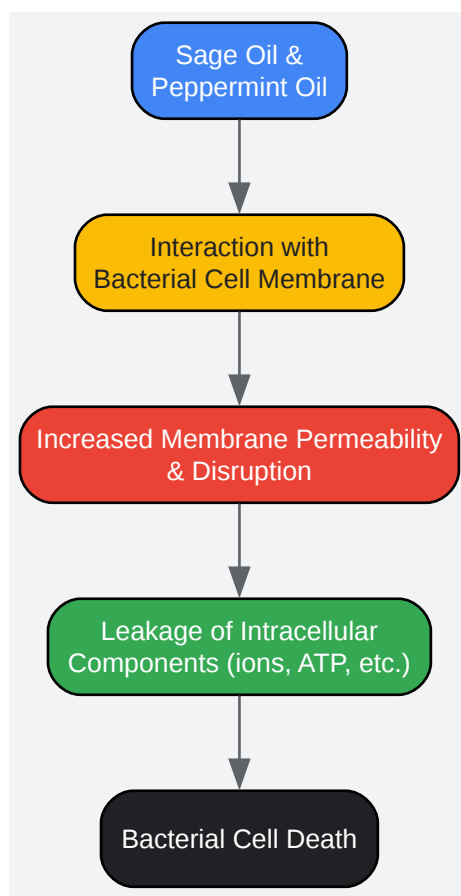 Sage Oil &
Peppermint Oil
Interaction with
Bacterial Cell Membrane
Increased Membrane Permeability
& Disruption
Leakage of Intracellular
Components (ions, ATP, etc.)
Bacterial Cell Death